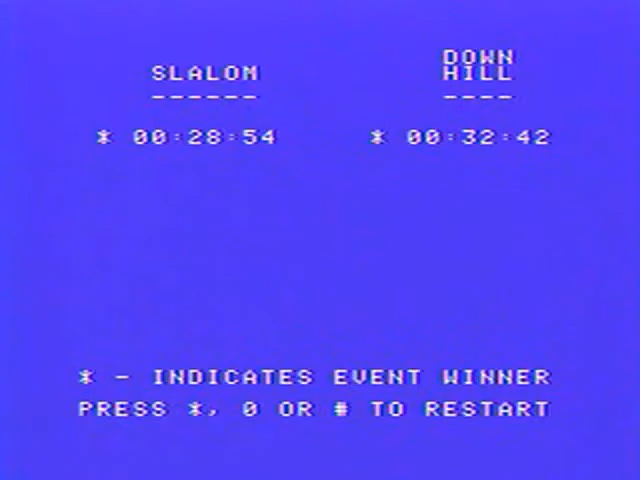 SLALOM
DOWN
HILL
------
----
* 00:28:54
* 00:32:42
* - INDICATES EVENT WINNER
PRESS *, 0 OR # TO RESTART